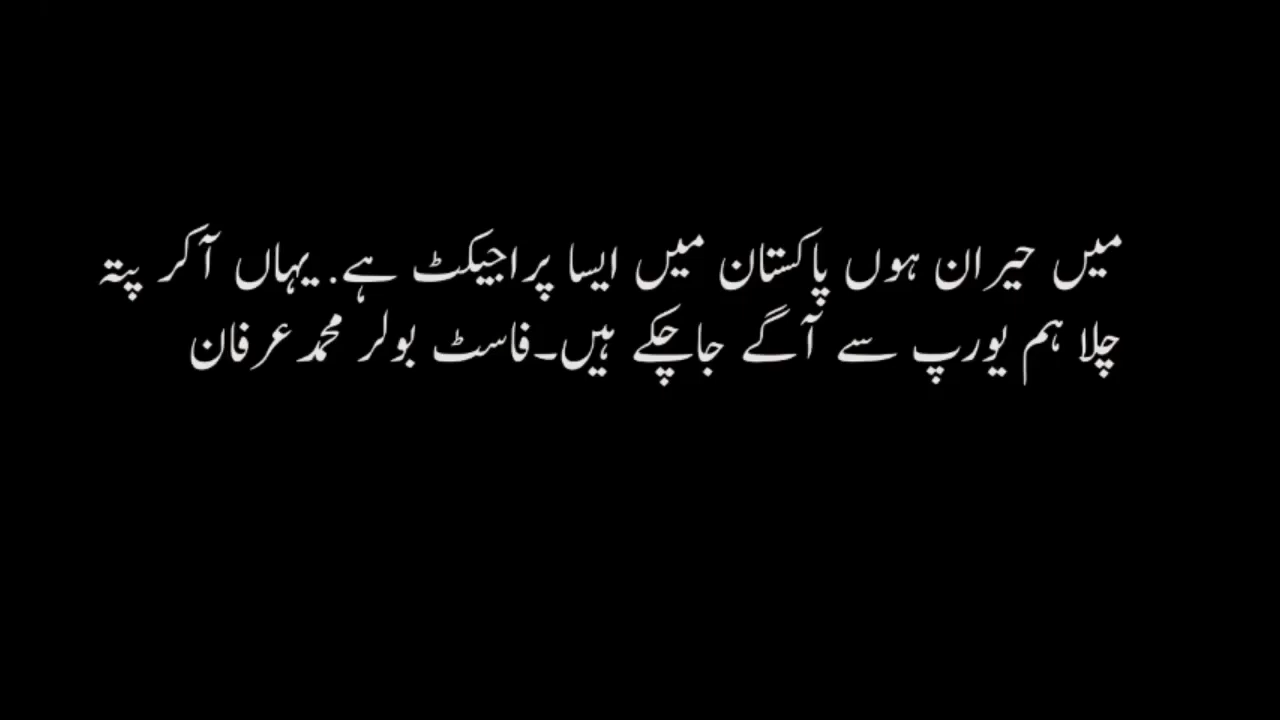 میں حیران ہوں پاکستان میں ایسا پراجیکٹ ہے. یہاں آکر پتہ
چلا ہم یورپ سے آگے جاچکے ہیں۔فاسٹ بولر محمد عرفان